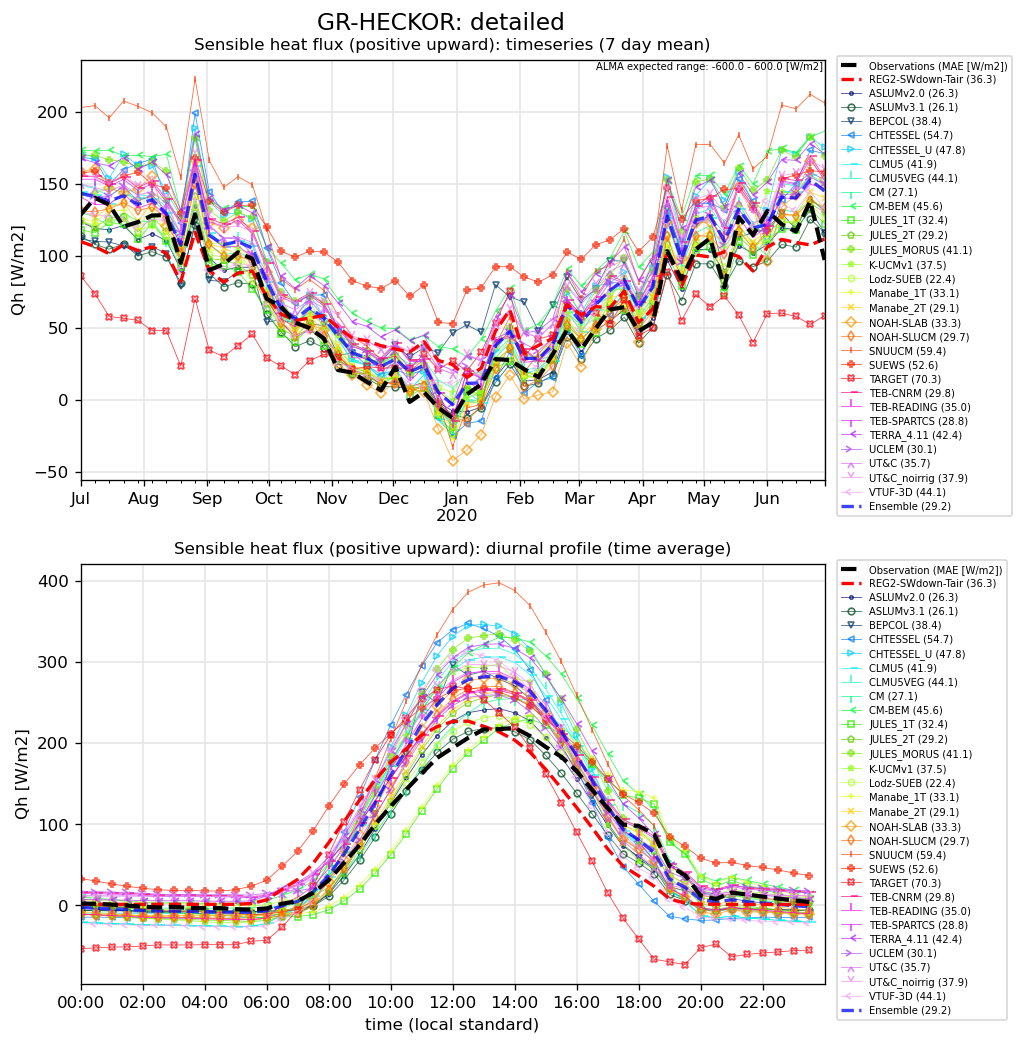 GR-HECKOR: detailed
Sensible heat flux (positive upward): timeseries (7 day mean)
ALMA expected range: -600.0 - 600.0 [W/m2]
Qh [W/m2]
200
150
100
50
0
−50
Jul Aug Sep Oct Nov Dec Jan Feb Mar Apr May Jun
2020
Observations (MAE [W/m2])
REG2-SWdown-Tair (36.3)
ASLUMv2.0 (26.3)
ASLUMv3.1 (26.1)
BEPCOL (38.4)
CHTESSEL (54.7)
CHTESSEL_U (47.8)
CLMU5 (41.9)
CLMU5VEG (44.1)
CM (27.1)
CM-BEM (45.6)
JULES_1T (32.4)
JULES_2T (29.2)
JULES_MORUS (41.1)
K-UCMv1 (37.5)
Lodz-SUEB (22.4)
Manabe_1T (33.1)
Manabe_2T (29.1)
NOAH-SLAB (33.3)
NOAH-SLUCM (29.7)
SNUUCM (59.4)
SUEWS (52.6)
TARGET (70.3)
TEB-CNRM (29.8)
TEB-READING (35.0)
TEB-SPARTCS (28.8)
TERRA_4.11 (42.4)
UCLEM (30.1)
UT&C (35.7)
UT&C_noirrig (37.9)
VTUF-3D (44.1)
Ensemble (29.2)
Sensible heat flux (positive upward): diurnal profile (time average)
Qh [W/m2]
400
300
200
100
0
00:00 02:00 04:00 06:00 08:00 10:00 12:00 14:00 16:00 18:00 20:00 22:00
time (local standard)
Observation (MAE [W/m2])
REG2-SWdown-Tair (36.3)
ASLUMv2.0 (26.3)
ASLUMv3.1 (26.1)
BEPCOL (38.4)
CHTESSEL (54.7)
CHTESSEL_U (47.8)
CLMU5 (41.9)
CLMU5VEG (44.1)
CM (27.1)
CM-BEM (45.6)
JULES_1T (32.4)
JULES_2T (29.2)
JULES_MORUS (41.1)
K-UCMv1 (37.5)
Lodz-SUEB (22.4)
Manabe_1T (33.1)
Manabe_2T (29.1)
NOAH-SLAB (33.3)
NOAH-SLUCM (29.7)
SNUUCM (59.4)
SUEWS (52.6)
TARGET (70.3)
TEB-CNRM (29.8)
TEB-READING (35.0)
TEB-SPARTCS (28.8)
TERRA_4.11 (42.4)
UCLEM (30.1)
UT&C (35.7)
UT&C_noirrig (37.9)
VTUF-3D (44.1)
Ensemble (29.2)